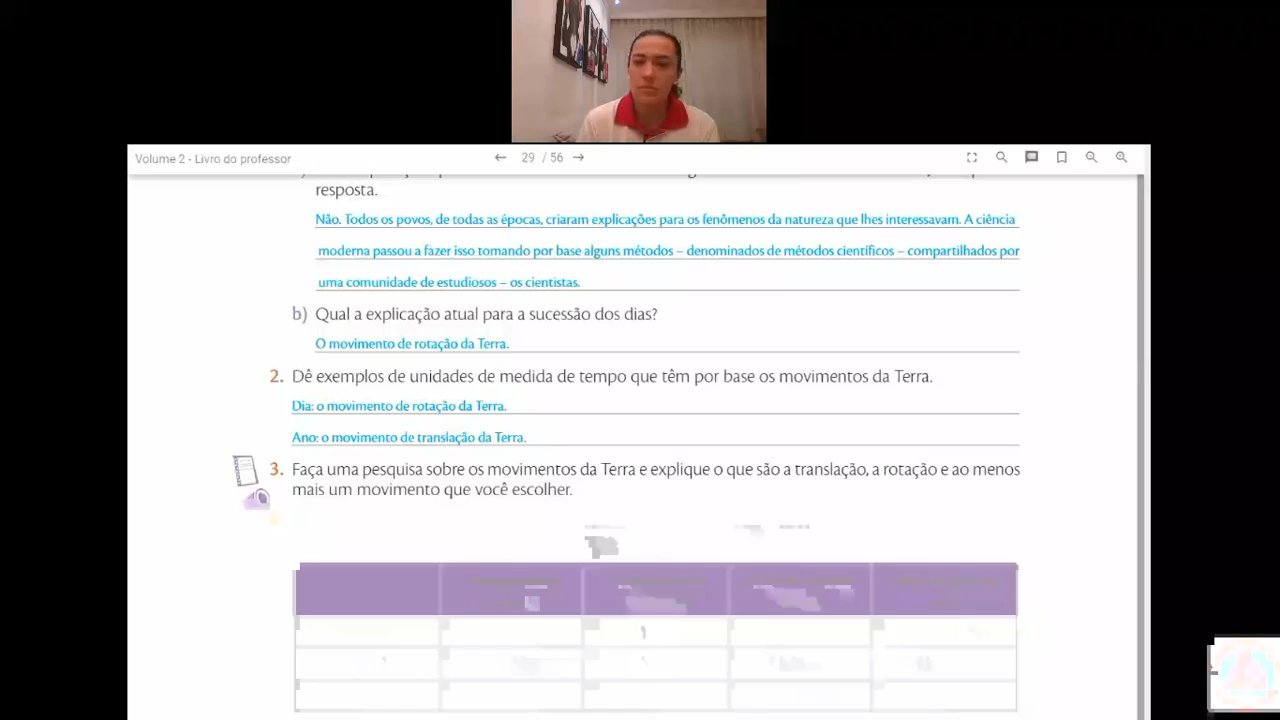 Volume 2 - Livro do professor
29 / 56
resposta.
Não. Todos os povos, de todas as épocas, criaram explicações para os fenômenos da natureza que lhes interessavam. A ciência
moderna passou a fazer isso tomando por base alguns métodos – denominados de métodos científicos – compartilhados por
uma comunidade de estudiosos – os cientistas.
b) Qual a explicação atual para a sucessão dos dias?
O movimento de rotação da Terra.
2. Dê exemplos de unidades de medida de tempo que têm por base os movimentos da Terra.
Dia: o movimento de rotação da Terra.
Ano: o movimento de translação da Terra.
3. Faça uma pesquisa sobre os movimentos da Terra e explique o que são a translação, a rotação e ao menos
mais um movimento que você escolher.